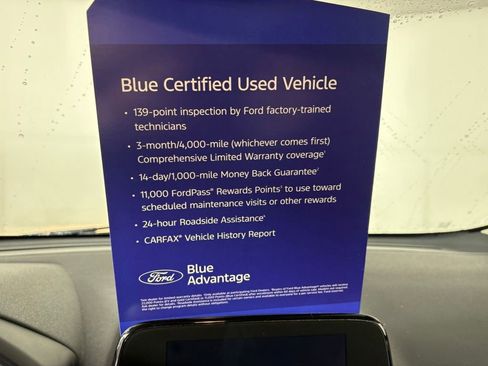 Blue Certified Used Vehicle
• 139-point inspection by Ford factory-trained
technicians
• 3-month/4,000-mile (whichever comes first)
Comprehensive Limited Warranty coverage*
• 14-day/1,000-mile Money Back Guarantee*
• 11,000 FordPass® Rewards Points* to use toward
scheduled maintenance visits or other rewards
• 24-hour Roadside Assistance*
• CARFAX® Vehicle History Report
Ford
Blue
Advantage